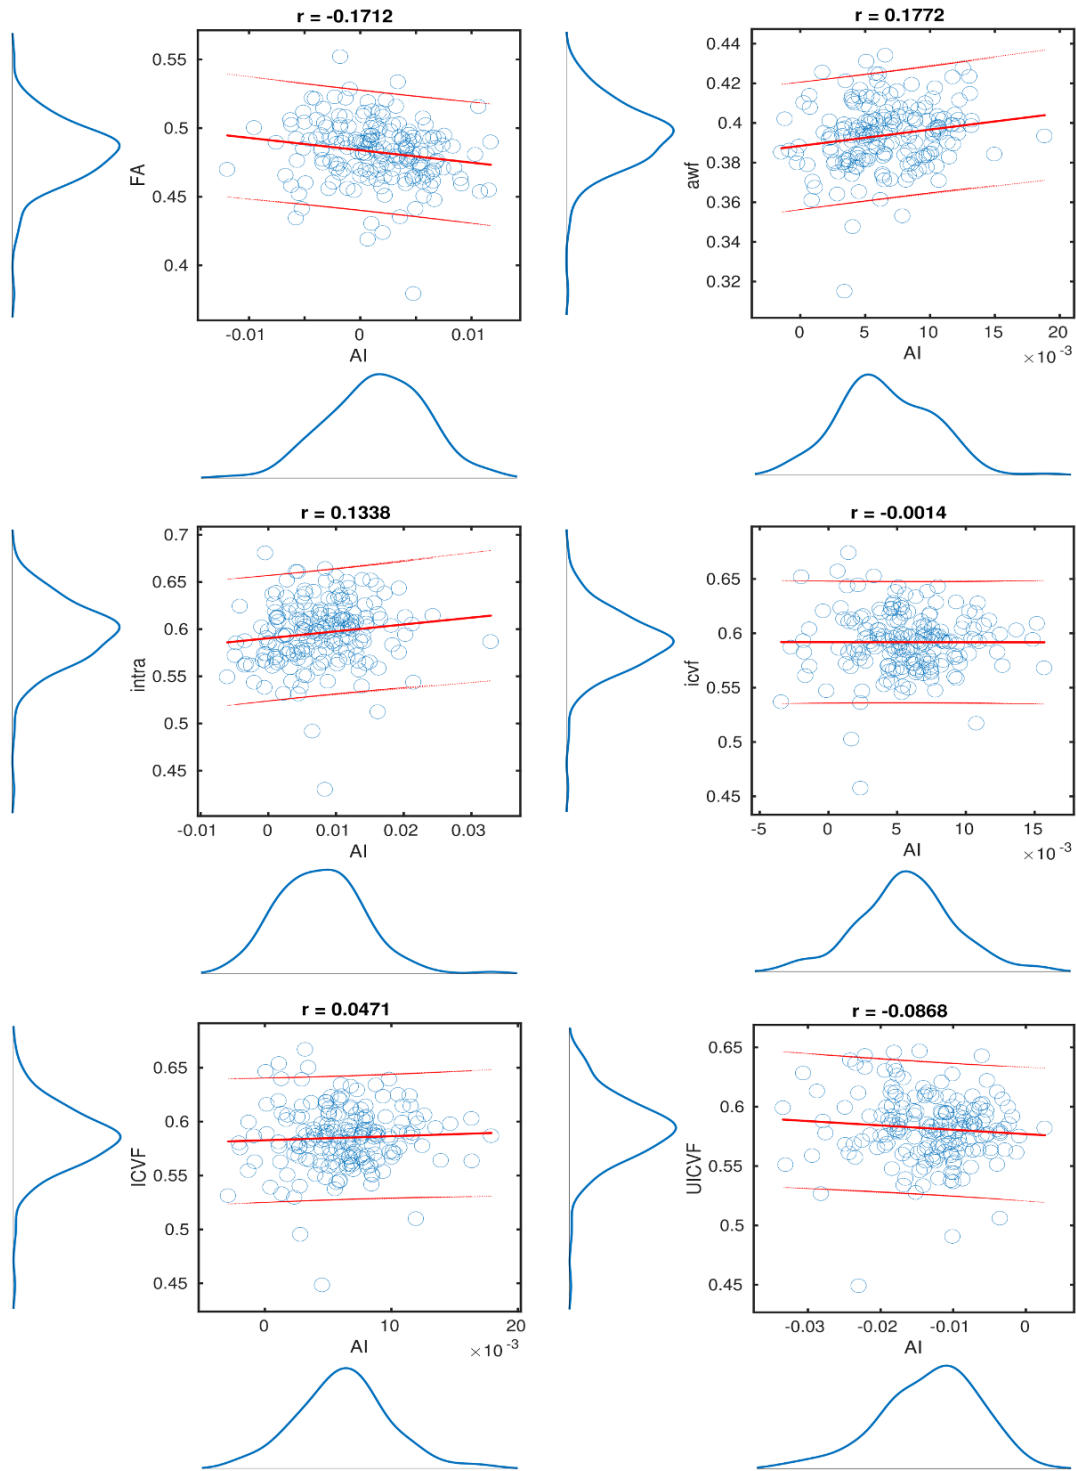 r = -0.1712
0.55
0.5
0.45
0.4
FA
-0.01 0 0.01
AI
r = 0.1772
0.44
0.42
0.4
0.38
0.36
0.34
0.32
awf
0 5 10 15 20
AI
×10⁻³
r = 0.1338
0.7
0.65
0.6
0.55
0.5
0.45
intra
-0.01 0 0.01 0.02 0.03
AI
r = -0.0014
0.65
0.6
0.55
0.5
0.45
icvf
-5 0 5 10 15
AI
×10⁻³
r = 0.0471
0.65
0.6
0.55
0.5
0.45
ICVF
0 10 20
AI
×10⁻³
r = -0.0868
0.65
0.6
0.55
0.5
0.45
UICVF
-0.03 -0.02 -0.01 0
AI